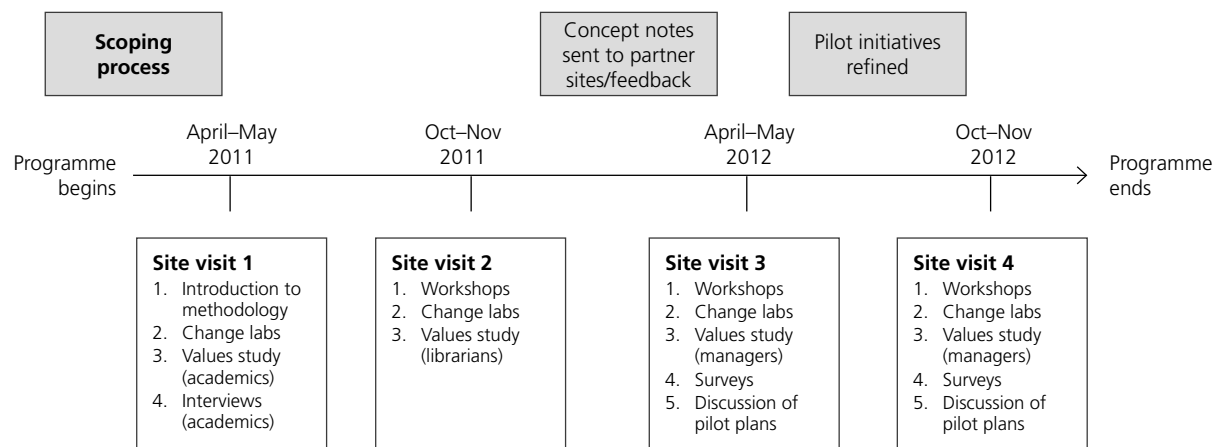 Scoping
process
Concept notes
sent to partner
sites/feedback
Pilot initiatives
refined
Programme
begins
April–May
2011
Oct–Nov
2011
April–May
2012
Oct–Nov
2012
Programme
ends
Site visit 1
1. Introduction to
methodology
2. Change labs
3. Values study
(academics)
4. Interviews
(academics)
Site visit 2
1. Workshops
2. Change labs
3. Values study
(librarians)
Site visit 3
1. Workshops
2. Change labs
3. Values study
(managers)
4. Surveys
5. Discussion of
pilot plans
Site visit 4
1. Workshops
2. Change labs
3. Values study
(managers)
4. Surveys
5. Discussion of
pilot plans